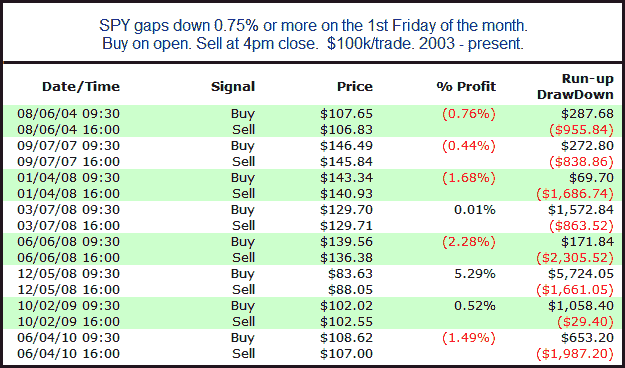 SPY gaps down 0.75% or more on the 1st Friday of the month.
Buy on open. Sell at 4pm close. $100k/trade. 2003 - present.
Run-up
Date/Time Signal Price % Profit DrawDown
08/06/04 09:30 Buy $107.65 (0.76%) $287.68
08/06/04 16:00 Sell $106.83 ($955.84)
09/07/07 09:30 Buy $146.49 (0.44%) $272.80
09/07/07 16:00 Sell $145.84 ($838.86)
01/04/08 09:30 Buy $143.34 (1.68%) $69.70
01/04/08 16:00 Sell $140.93 ($1,686.74)
03/07/08 09:30 Buy $129.70 0.01% $1,572.84
03/07/08 16:00 Sell $129.71 ($863.52)
06/06/08 09:30 Buy $139.56 (2.28%) $171.84
06/06/08 16:00 Sell $136.38 ($2,305.52)
12/05/08 09:30 Buy $83.63 5.29% $5,724.05
12/05/08 16:00 Sell $88.05 ($1,661.05)
10/02/09 09:30 Buy $102.02 0.52% $1,058.40
10/02/09 16:00 Sell $102.55 ($29.40)
06/04/10 09:30 Buy $108.62 (1.49%) $653.20
06/04/10 16:00 Sell $107.00 ($1,987.20)